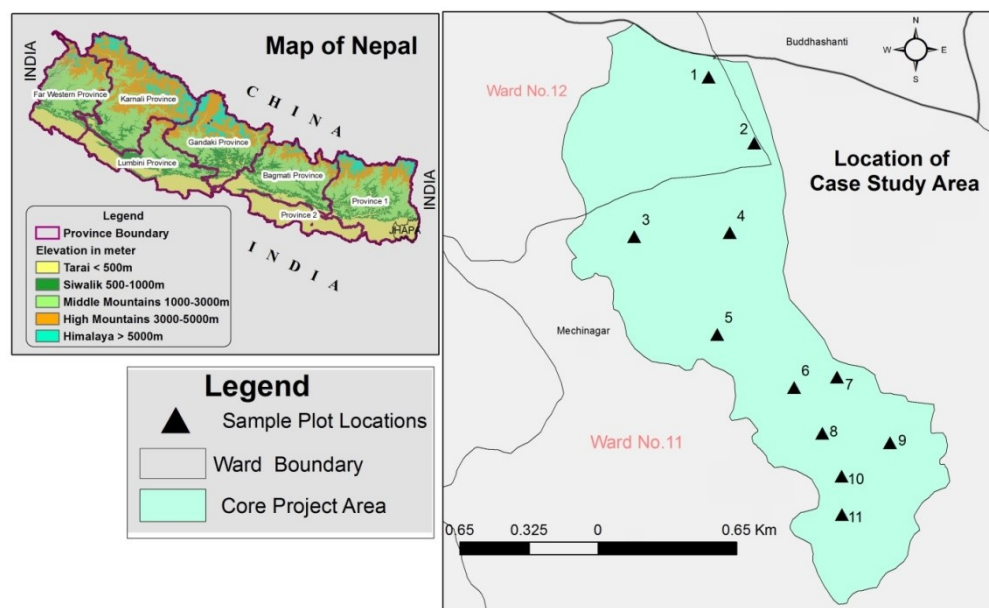 Map of Nepal
INDIA
CHINA
Far Western Province
Karnali Province
Gandaki Province
Lumbini Province
Bagmati Province
Province 1
Province 2
JHAPA
INDIA
INDIA
Legend
Province Boundary
Elevation in meter
Tarai < 500m
Siwalik 500-1000m
Middle Mountains 1000-3000m
High Mountains 3000-5000m
Himalaya > 5000m
Legend
Sample Plot Locations
Ward Boundary
Core Project Area
Buddhashanti
N
W E
S
Ward No.12
1
2
Location of
Case Study Area
3
4
Mechinagar
5
6
7
Ward No.11
8
9
10
11
0.65 0.325 0 0.65 Km